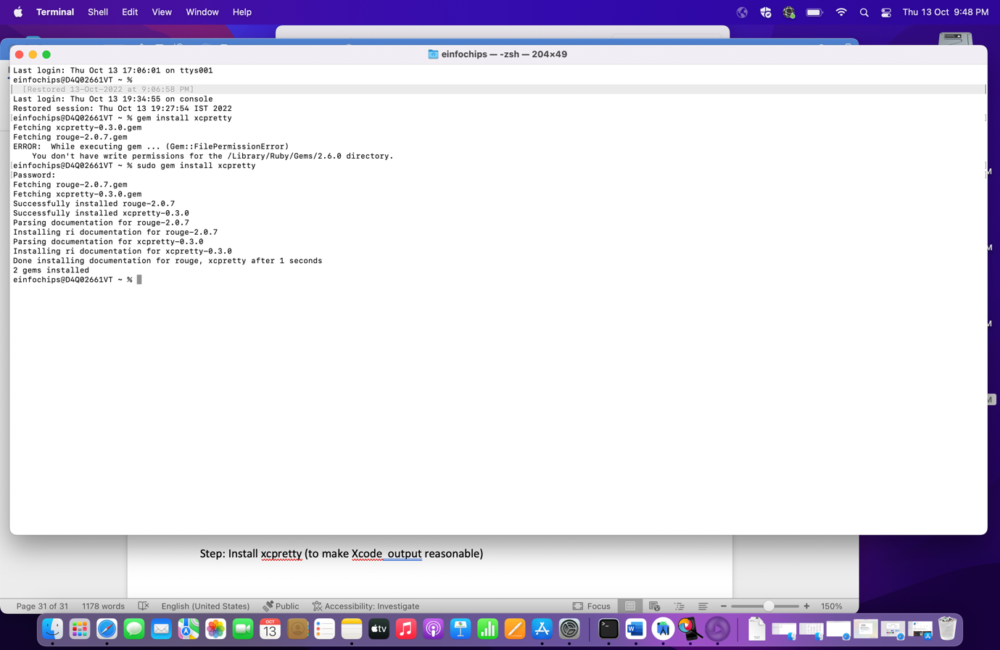 Terminal Shell Edit View Window Help Thu 13 Oct 9:48 PM
einfochips — -zsh — 204×49
Last login: Thu Oct 13 17:06:01 on ttys001
einfochips@D4Q02661VT ~ %
[Restored 13-Oct-2022 at 9:06:58 PM]
Last login: Thu Oct 13 19:34:55 on console
Restored session: Thu Oct 13 19:27:54 IST 2022
einfochips@D4Q02661VT ~ % gem install xcpretty
Fetching xcpretty-0.3.0.gem
Fetching rouge-2.0.7.gem
ERROR:  While executing gem ... (Gem::FilePermissionError)
You don't have write permissions for the /Library/Ruby/Gems/2.6.0 directory.
einfochips@D4Q02661VT ~ % sudo gem install xcpretty
Password:
Fetching rouge-2.0.7.gem
Fetching xcpretty-0.3.0.gem
Successfully installed rouge-2.0.7
Successfully installed xcpretty-0.3.0
Parsing documentation for rouge-2.0.7
Installing ri documentation for rouge-2.0.7
Parsing documentation for xcpretty-0.3.0
Installing ri documentation for xcpretty-0.3.0
Done installing documentation for rouge, xcpretty after 1 seconds
2 gems installed
einfochips@D4Q02661VT ~ %
Step: Install xcpretty (to make Xcode output reasonable)
Page 31 of 31 1178 words English (United States) Public Accessibility: Investigate Focus 150%
OCT
13
tv
TXT